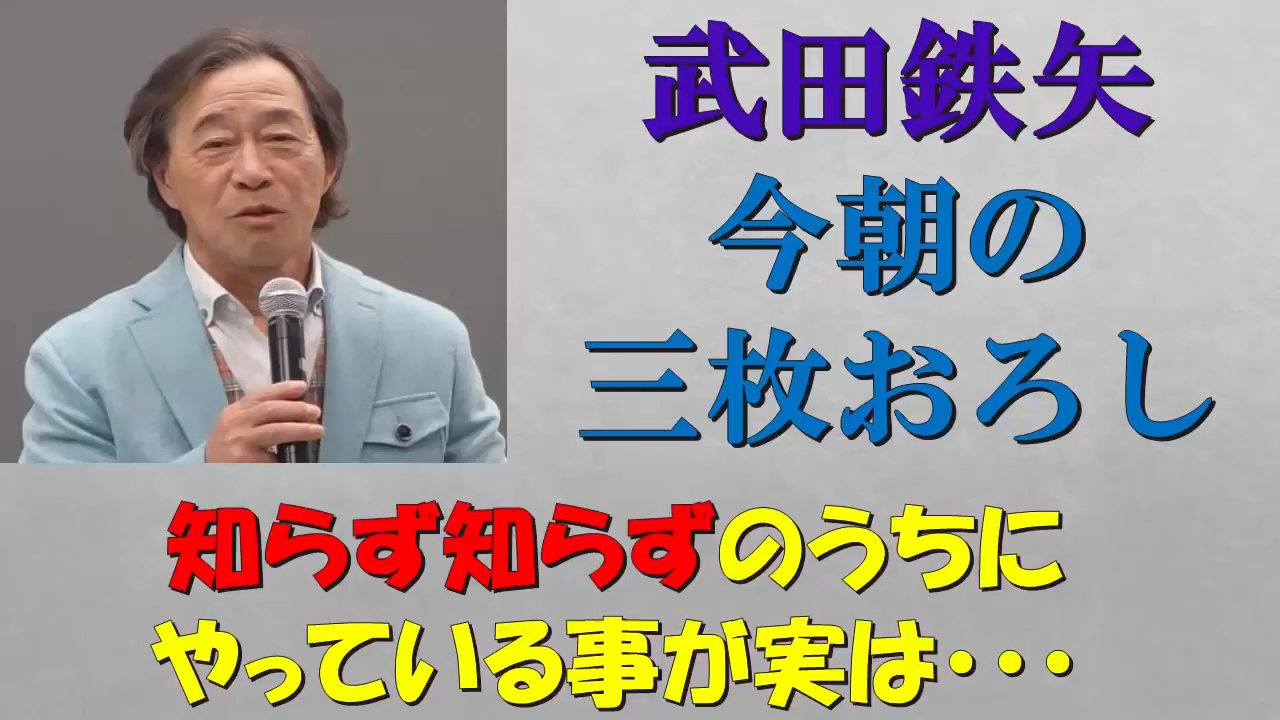 武田鉄矢
今朝の
三枚おろし
知らず知らずのうちに
やっている事が実は・・・